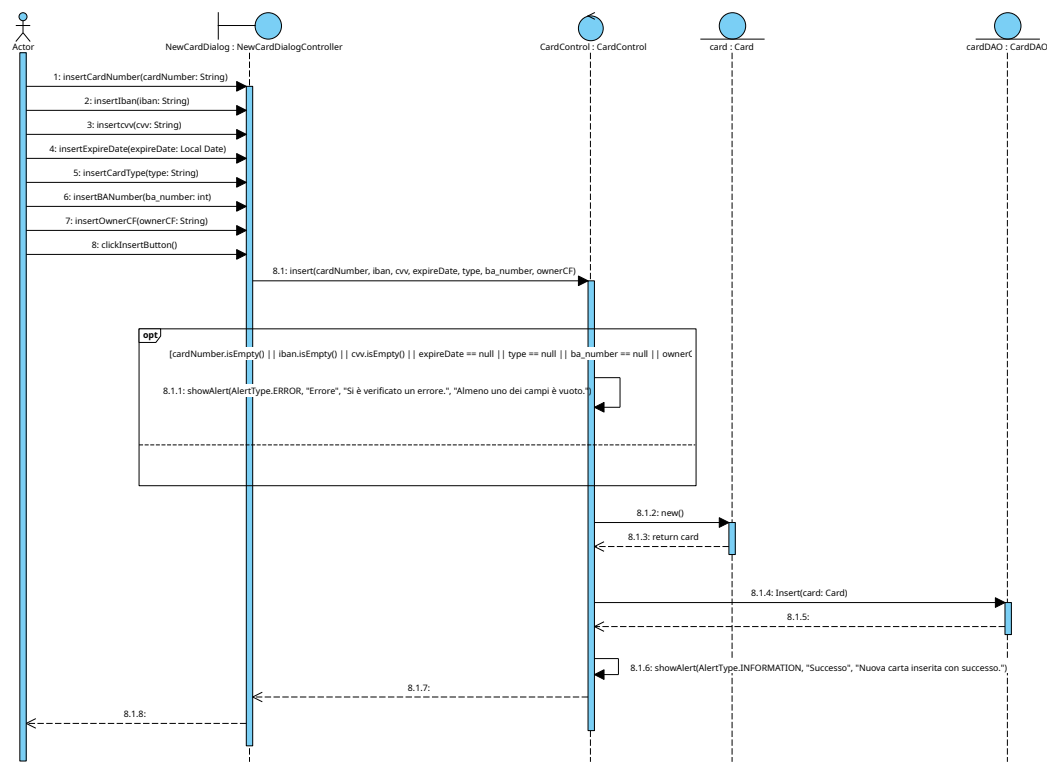 Actor
NewCardDialog : NewCardDialogController
CardControl : CardControl
card : Card
cardDAO : CardDAO
1: insertCardNumber(cardNumber: String)
2: insertIban(iban: String)
3: insertcvv(cvv: String)
4: insertExpireDate(expireDate: Local Date)
5: insertCardType(type: String)
6: insertBANumber(ba_number: int)
7: insertOwnerCF(ownerCF: String)
8: clickInsertButton()
8.1: insert(cardNumber, iban, cvv, expireDate, type, ba_number, ownerCF)
opt
[cardNumber.isEmpty() || iban.isEmpty() || cvv.isEmpty() || expireDate == null || type == null || ba_number == null || ownerC
8.1.1: showAlert(AlertType.ERROR, "Errore", "Si è verificato un errore.", "Almeno uno dei campi è vuoto.")
8.1.2: new()
8.1.3: return card
8.1.4: Insert(card: Card)
8.1.5:
8.1.6: showAlert(AlertType.INFORMATION, "Successo", "Nuova carta inserita con successo.")
8.1.7:
8.1.8: